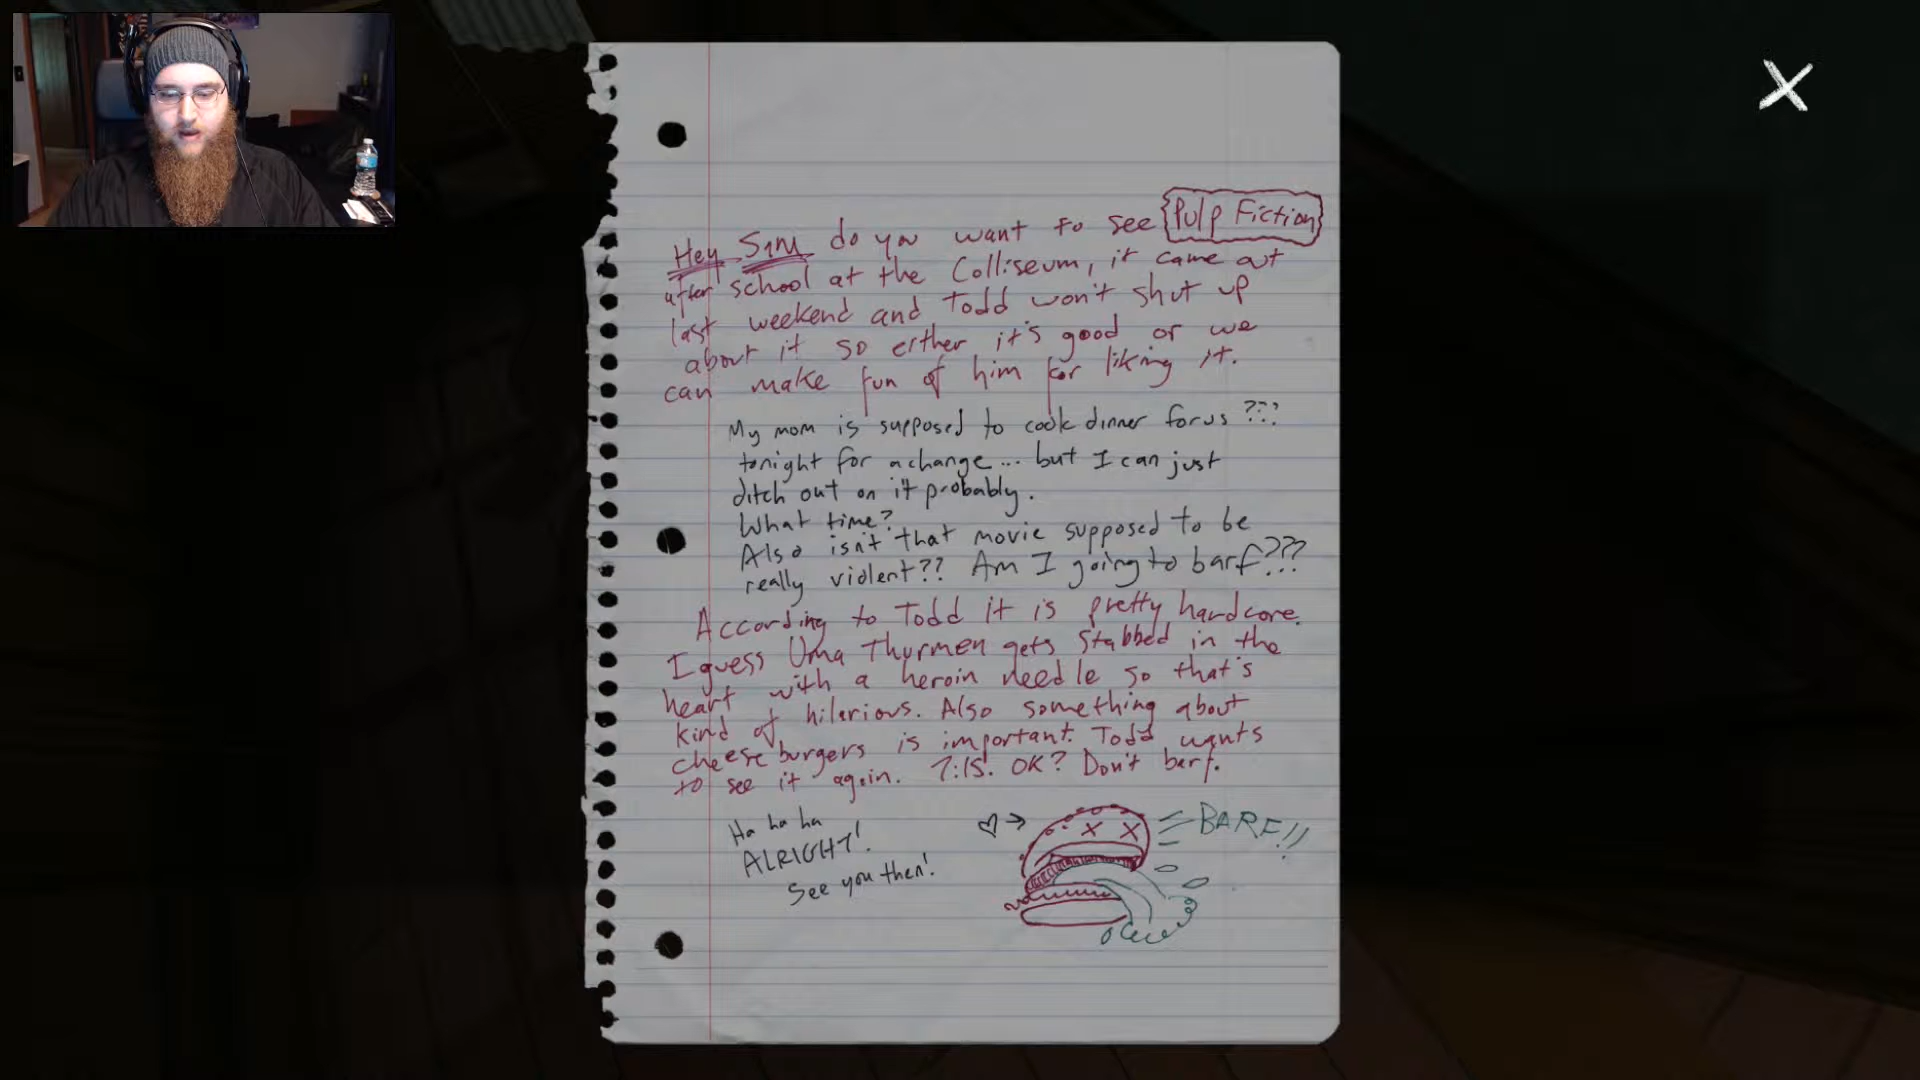 Hey SAM do you want to see Pulp Fiction
after school at the Colliseum, it came out
last weekend and Todd won't shut up
about it so either it's good or we
can make fun of him for liking it.
My mom is supposed to cook dinner for us ???
tonight for a change... but I can just
ditch out on it probably.
What time?
Also isn't that movie supposed to be
really violent?? Am I going to barf???
According to Todd it is pretty hardcore.
I guess Uma Thurmen gets stabbed in the
heart with a heroin needle so that's
kind of hilarious. Also something about
cheeseburgers is important. Todd wants
to see it again. 7:15. OK? Don't barf.
Ha ha ha
ALRIGHT!
See you then!
BARF!!